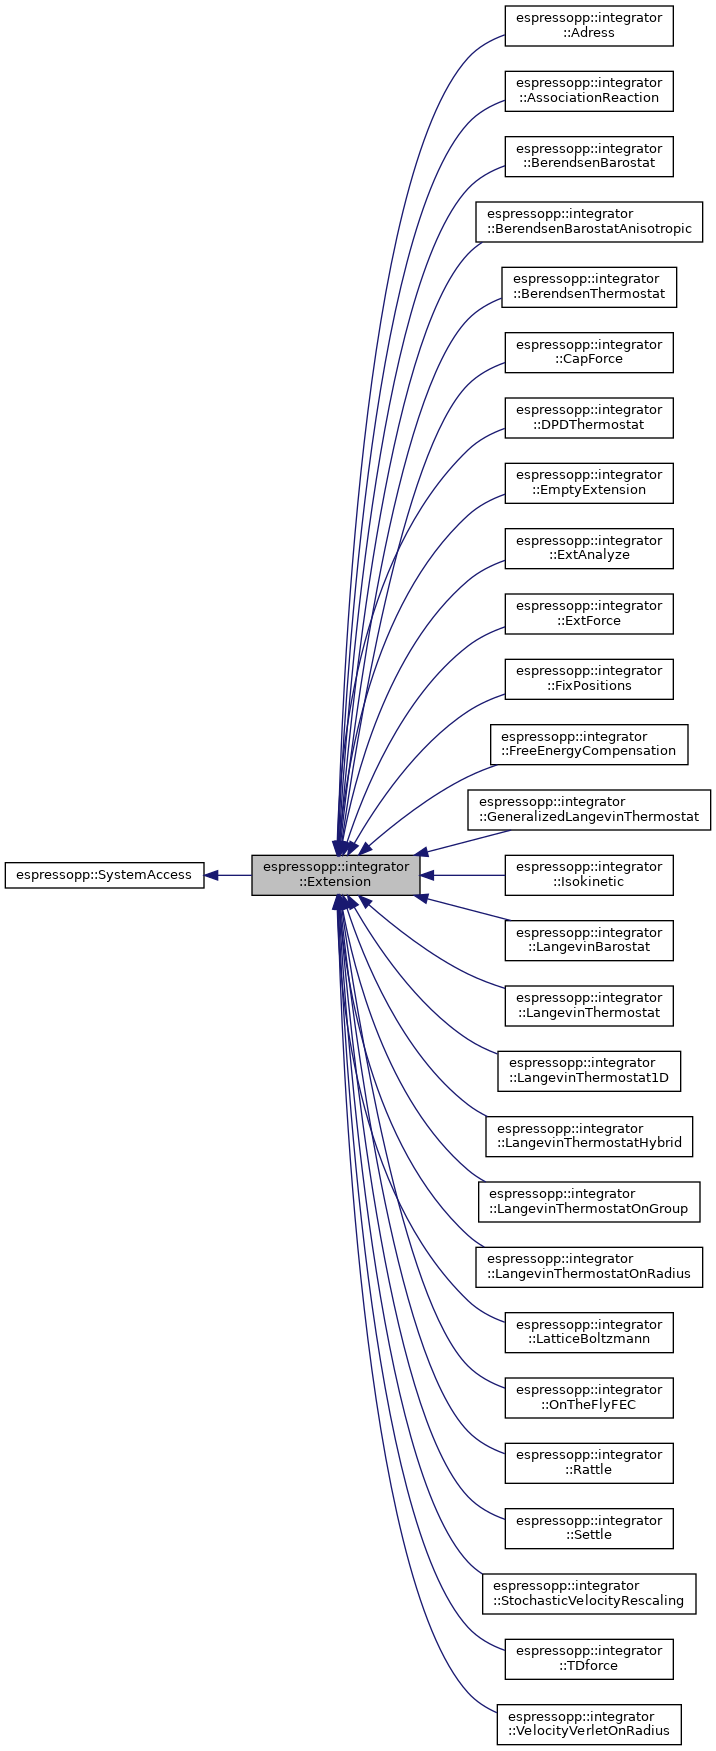 espressopp::SystemAccess
espressopp::integrator
::Extension
espressopp::integrator
::Adress
espressopp::integrator
::AssociationReaction
espressopp::integrator
::BerendsenBarostat
espressopp::integrator
::BerendsenBarostatAnisotropic
espressopp::integrator
::BerendsenThermostat
espressopp::integrator
::CapForce
espressopp::integrator
::DPDThermostat
espressopp::integrator
::EmptyExtension
espressopp::integrator
::ExtAnalyze
espressopp::integrator
::ExtForce
espressopp::integrator
::FixPositions
espressopp::integrator
::FreeEnergyCompensation
espressopp::integrator
::GeneralizedLangevinThermostat
espressopp::integrator
::Isokinetic
espressopp::integrator
::LangevinBarostat
espressopp::integrator
::LangevinThermostat
espressopp::integrator
::LangevinThermostat1D
espressopp::integrator
::LangevinThermostatHybrid
espressopp::integrator
::LangevinThermostatOnGroup
espressopp::integrator
::LangevinThermostatOnRadius
espressopp::integrator
::LatticeBoltzmann
espressopp::integrator
::OnTheFlyFEC
espressopp::integrator
::Rattle
espressopp::integrator
::Settle
espressopp::integrator
::StochasticVelocityRescaling
espressopp::integrator
::TDforce
espressopp::integrator
::VelocityVerletOnRadius